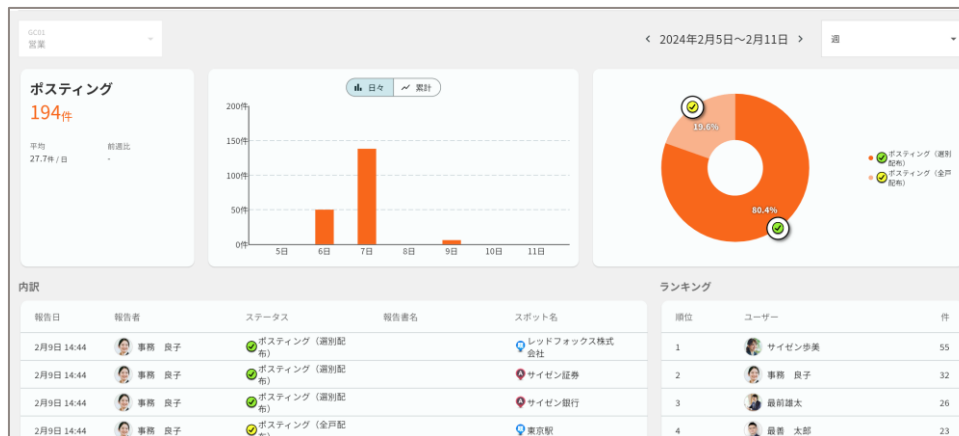 GC01
営業
2024年2月5日～2月11日
週
ポスティング
194件
平均
前週比
27.7件 / 日
-
日々
累計
200件
150件
100件
50件
0件
5日
6日
7日
8日
9日
10日
11日
19.6%
80.4%
ポスティング（選別
配布）
ポスティング（全戸
配布）
内訳
報告日
報告者
ステータス
報告書名
スポット名
2月9日 14:44
事務 良子
ポスティング（選別配
布）
レッドフォックス株式
会社
2月9日 14:44
事務 良子
ポスティング（選別配
布）
サイゼン証券
2月9日 14:44
事務 良子
ポスティング（選別配
布）
サイゼン銀行
2月9日 14:44
事務 良子
ポスティング（全戸配
布）
東京駅
ランキング
順位
ユーザー
件
1
サイゼン歩美
55
2
事務 良子
32
3
最前雄太
26
4
最善 太郎
23